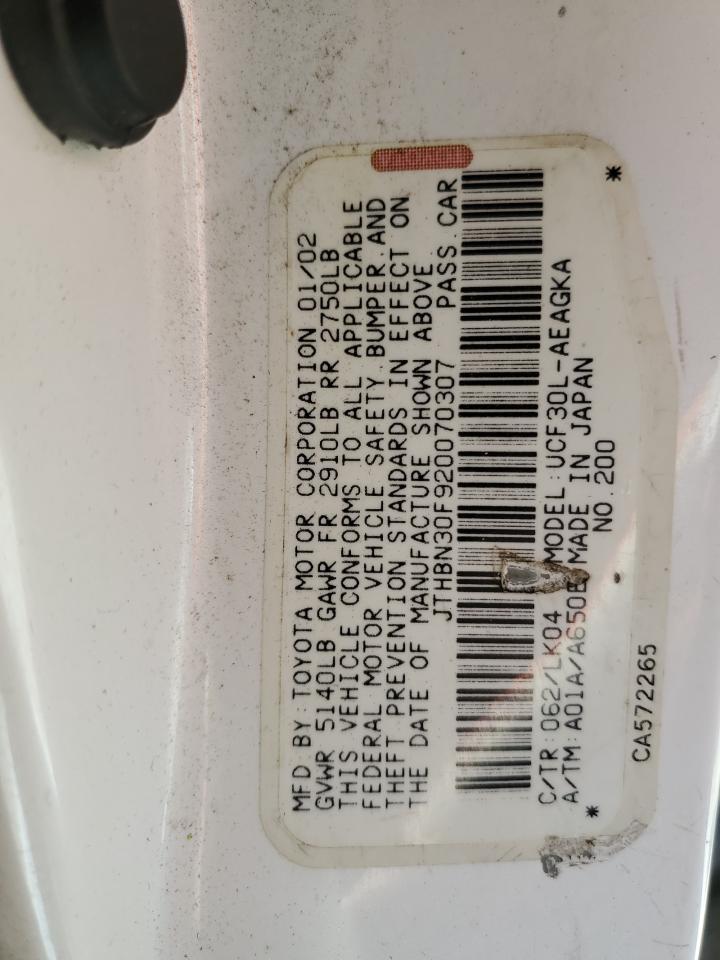 MFD BY:TOYOTA MOTOR CORPORATION 01/02
GVWR 5140LB GAWR FR 2910LB RR 2750LB
THIS VEHICLE CONFORMS TO ALL APPLICABLE
FEDERAL MOTOR VEHICLE SAFETY.BUMPER.AND
THEFT PREVENTION STANDARDS IN EFFECT ON
THE DATE OF MANUFACTURE SHOWN ABOVE
JTHBN30F920070307 PASS.CAR
C/TR:062/LK04 MODEL:UCF30L-AEAGKA
A/TM:A01A/A650E MADE IN JAPAN
* NO.200 *
CA572265